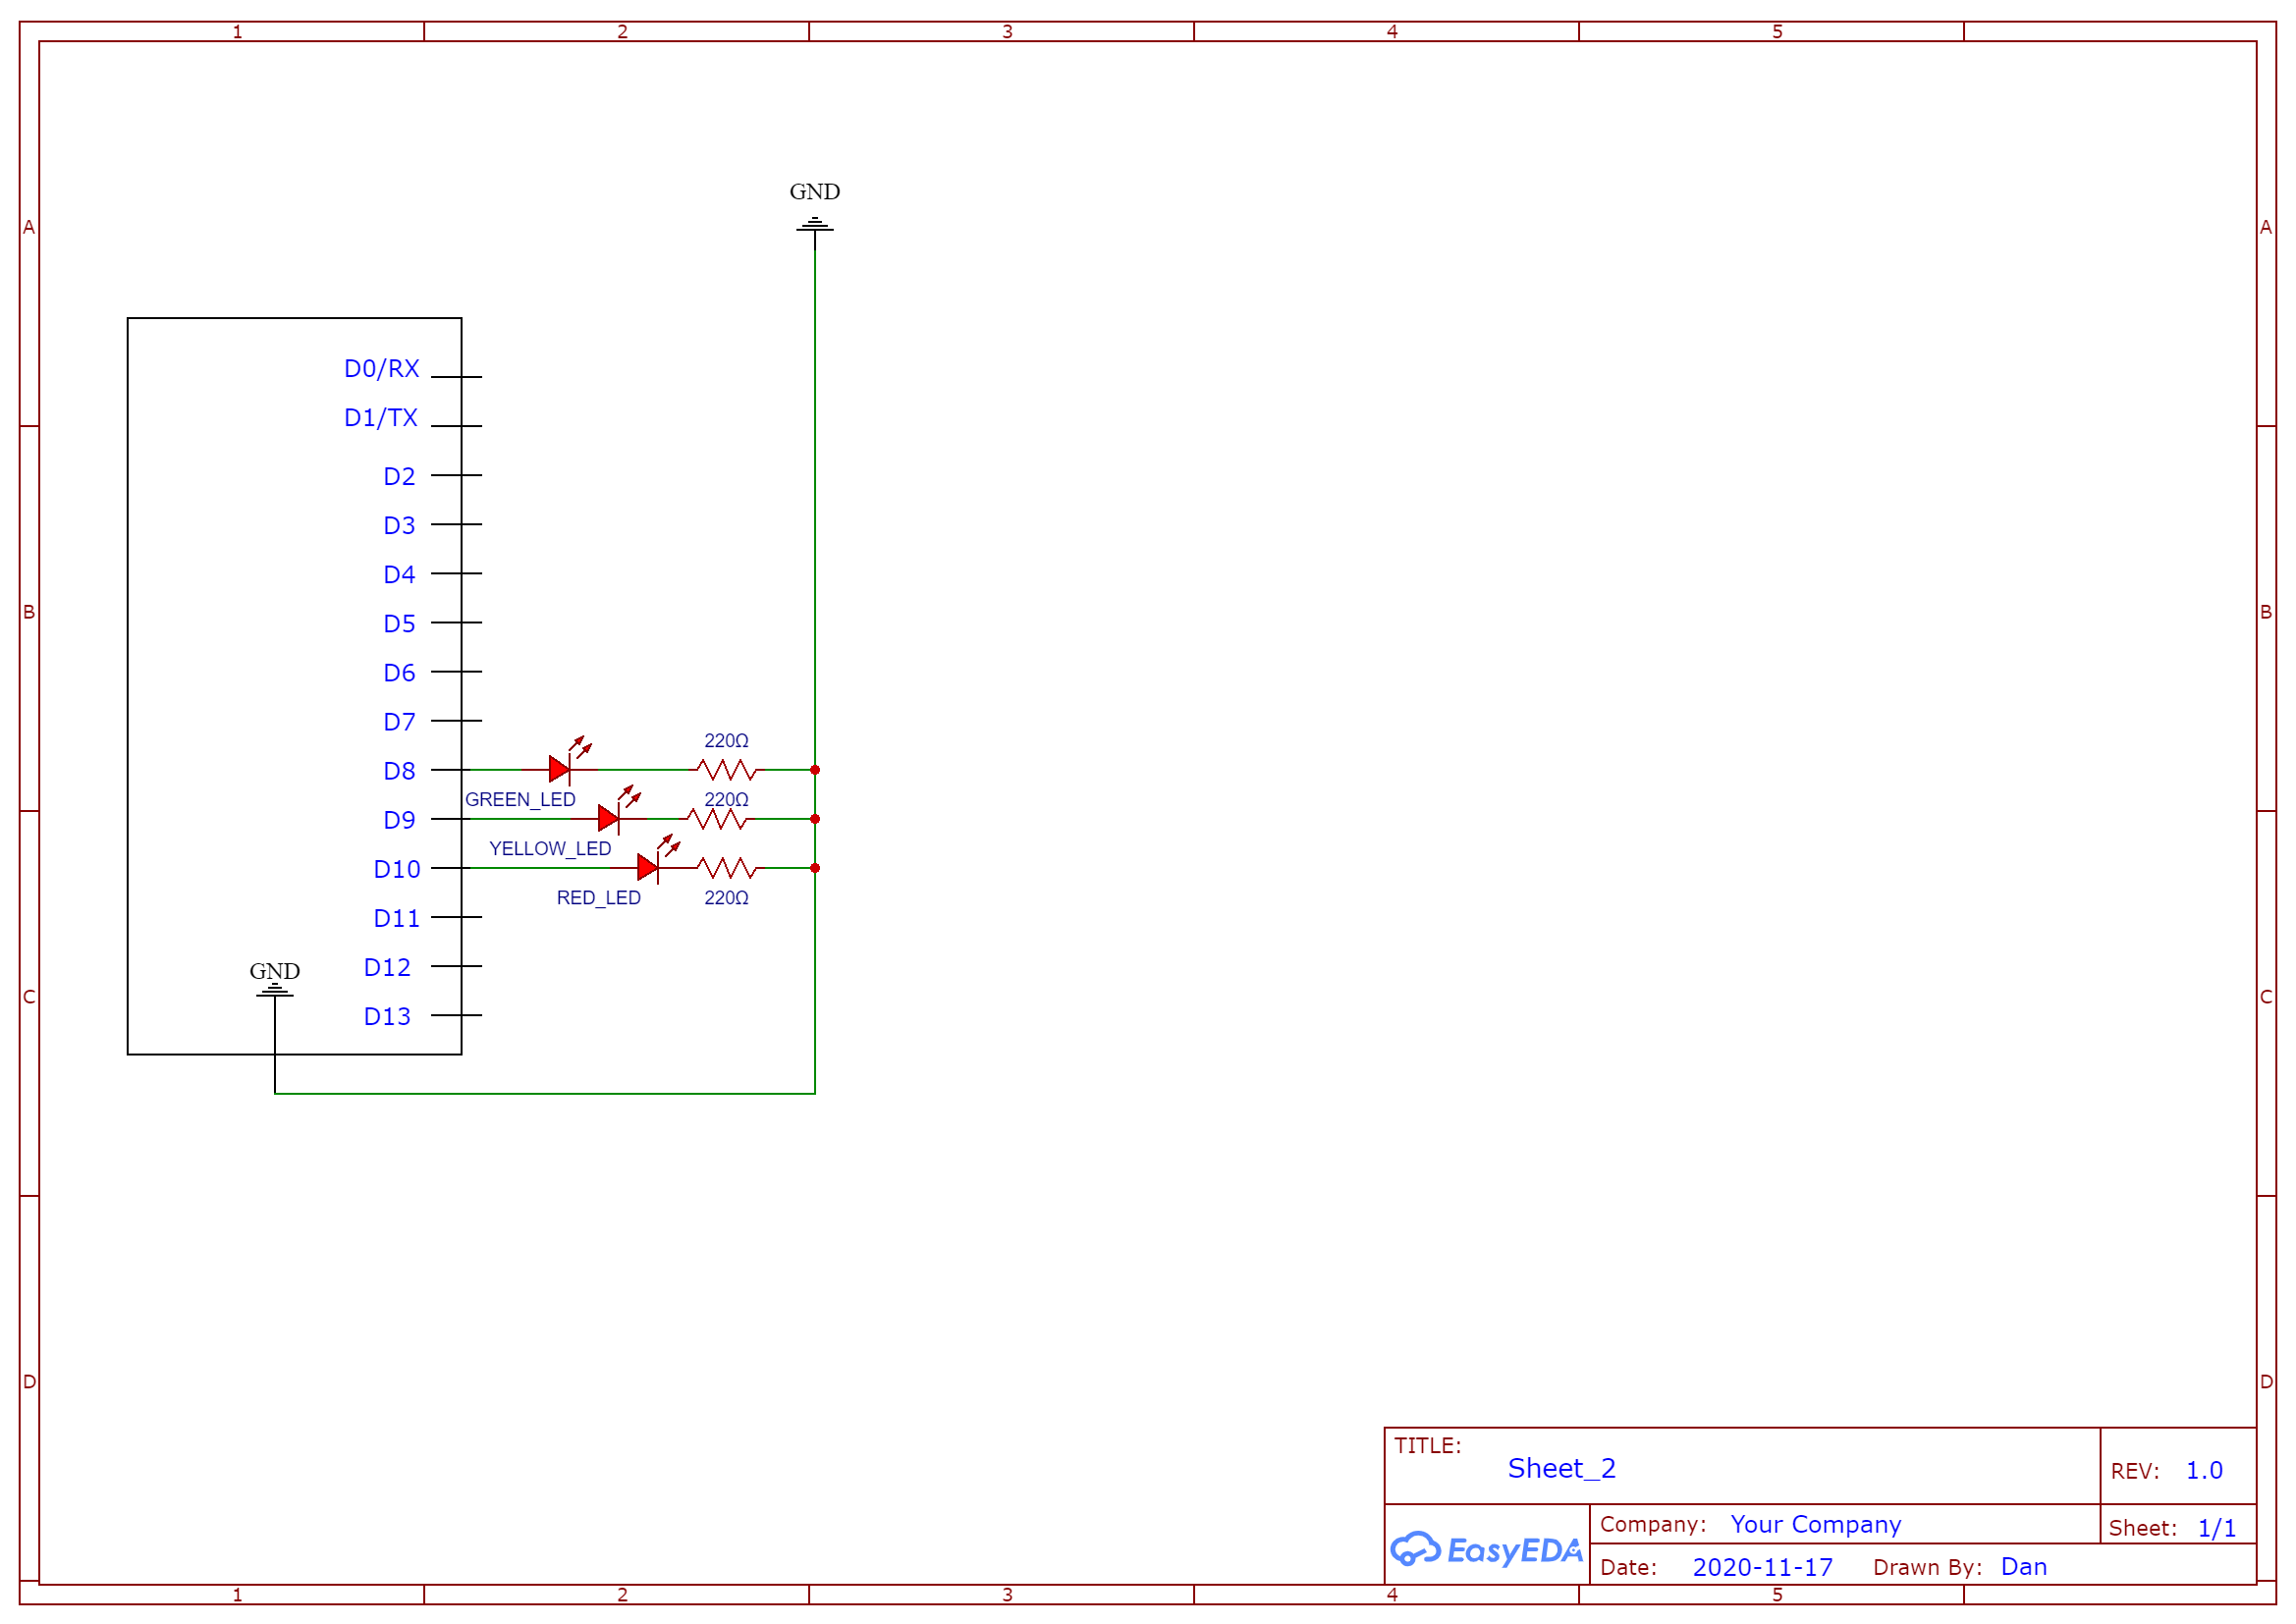 1 2 3 4 5
GND
A A
D0/RX
D1/TX
D2
D3
D4
B B
D5
D6
D7
220Ω
D8
GREEN_LED 220Ω
D9
YELLOW_LED
D10
RED_LED 220Ω
D11
GND D12
C C
D13
D D
TITLE:
Sheet_2
REV: 1.0
EasyEDA
Company: Your Company
Sheet: 1/1
Date: 2020-11-17 Drawn By: Dan
1 2 3 4 5